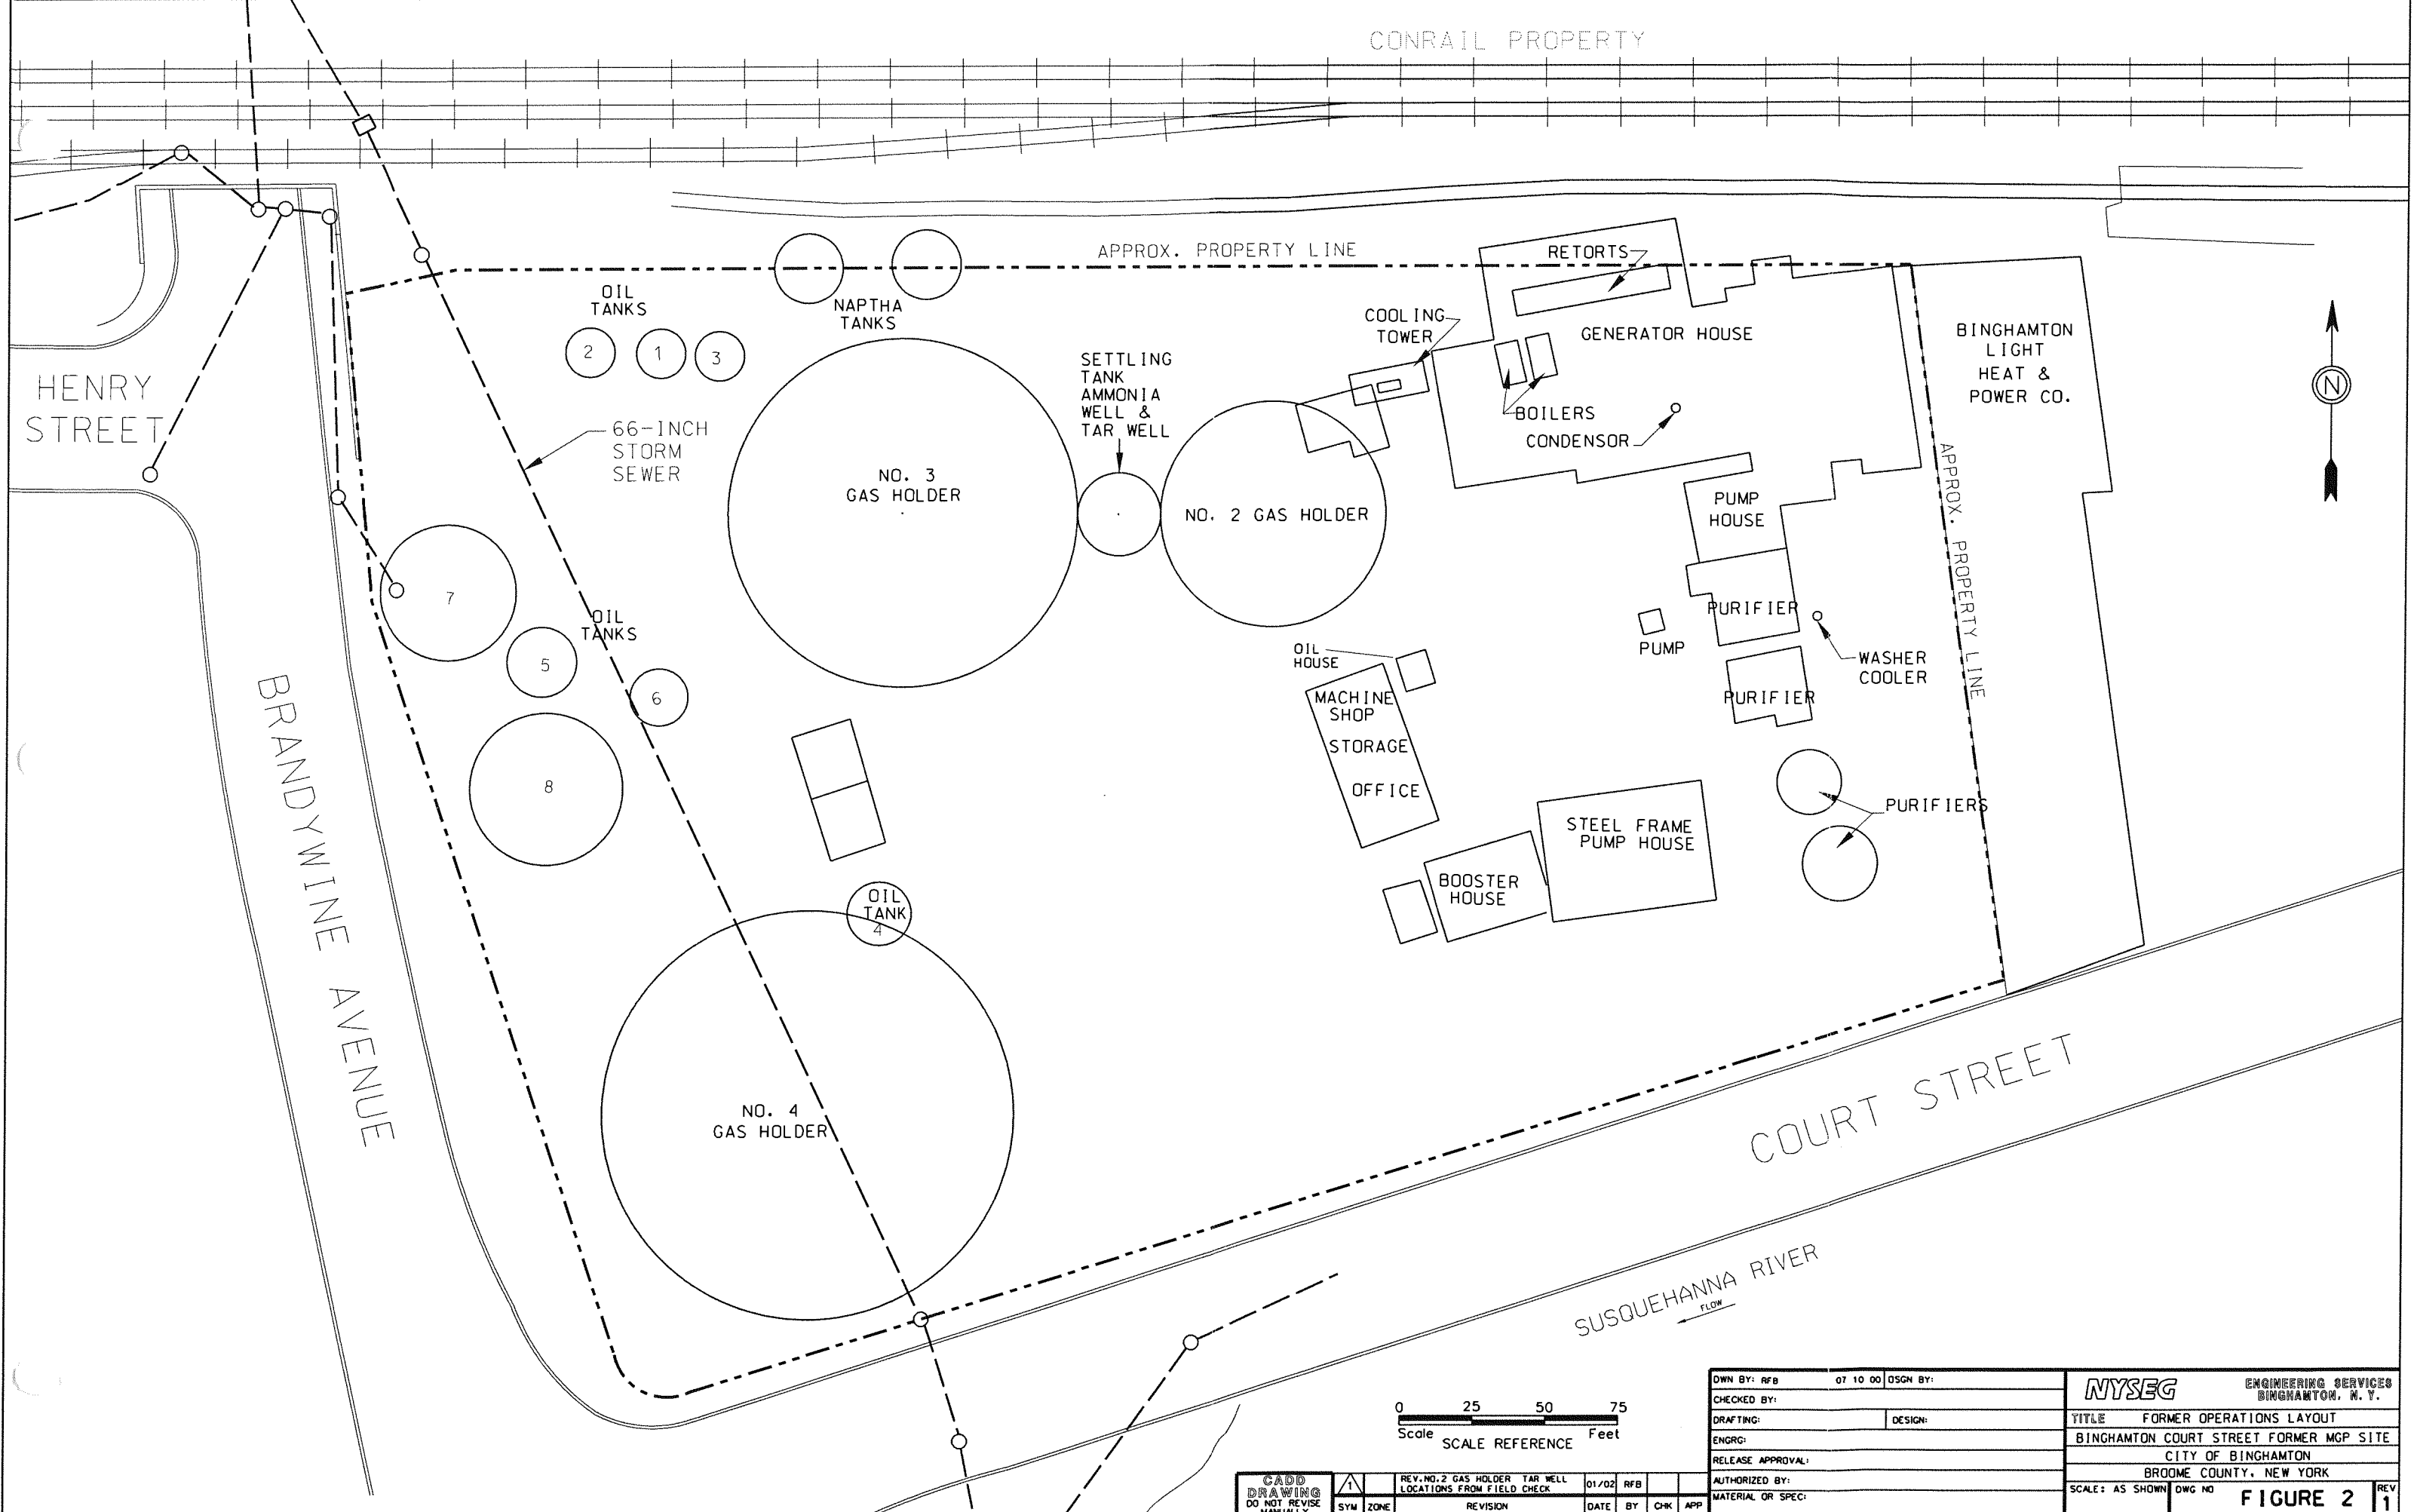 CONRAIL PROPERTY
APPROX. PROPERTY LINE
RETORTS
OIL
TANKS
2
1
3
NAPTHA
TANKS
COOLING
TOWER
GENERATOR HOUSE
BINGHAMTON
LIGHT
HEAT &
POWER CO.
N
HENRY
STREET
66-INCH
STORM
SEWER
SETTLING
TANK
AMMONIA
WELL &
TAR WELL
BOILERS
CONDENSOR
NO. 3
GAS HOLDER
NO. 2 GAS HOLDER
PUMP
HOUSE
APPROX. PROPERTY LINE
7
OIL
TANKS
5
6
8
PURIFIER
PUMP
WASHER
COOLER
OIL
HOUSE
MACHINE
SHOP
STORAGE
OFFICE
PURIFIER
PURIFIERS
STEEL FRAME
PUMP HOUSE
BOOSTER
HOUSE
BRANDYWINE AVENUE
OIL
TANK
4
NO. 4
GAS HOLDER
COURT STREET
SUSQUEHANNA RIVER
FLOW
0 25 50 75
Scale Feet
SCALE REFERENCE
CADD
DRAWING
DO NOT REVISE
MANUALLY
1 REV. NO. 2 GAS HOLDER TAR WELL
LOCATIONS FROM FIELD CHECK 01/02 RFB
SYM ZONE REVISION DATE BY CHK APP
DWN BY: RFB 07 10 00 DSGN BY:
CHECKED BY:
DRAFTING: DESIGN:
ENGRG:
RELEASE APPROVAL:
AUTHORIZED BY:
MATERIAL OR SPEC:
NYSEG ENGINEERING SERVICES
BINGHAMTON, N. Y.
TITLE FORMER OPERATIONS LAYOUT
BINGHAMTON COURT STREET FORMER MGP SITE
CITY OF BINGHAMTON
BROOME COUNTY, NEW YORK
SCALE: AS SHOWN DWG NO FIGURE 2 REV
1